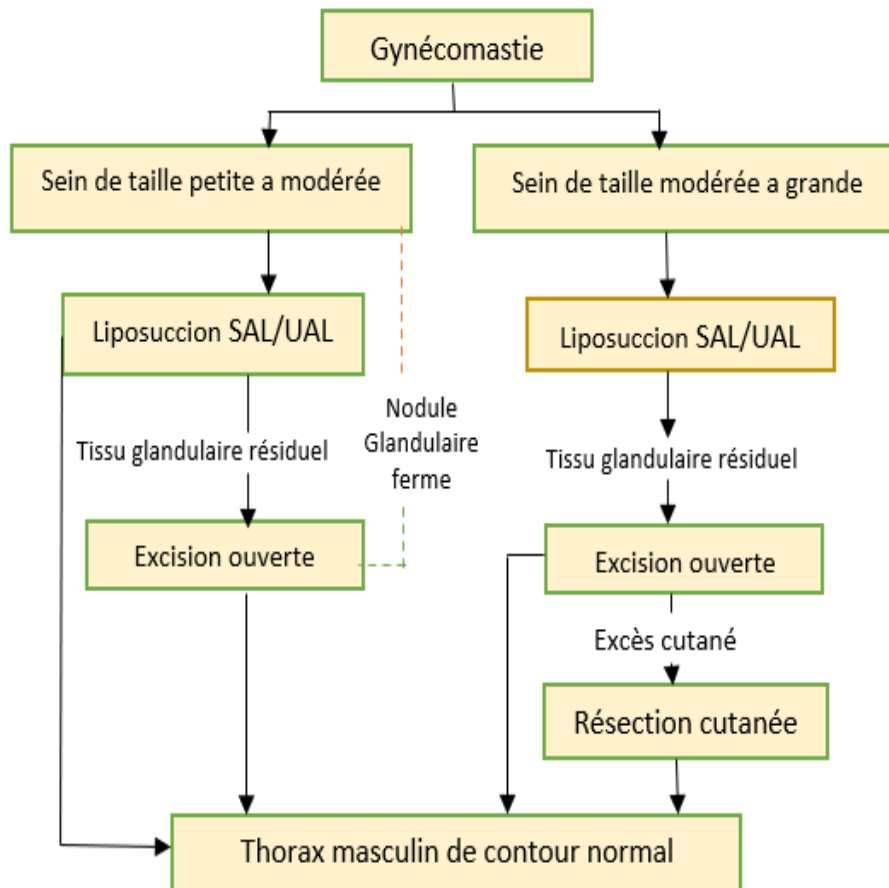 Gynécomastie
Sein de taille petite a modérée
Sein de taille modérée a grande
Liposuccion SAL/UAL
Liposuccion SAL/UAL
Nodule
Glandulaire
ferme
Tissu glandulaire résiduel
Tissu glandulaire résiduel
Excision ouverte
Excision ouverte
Excès cutané
Résection cutanée
Thorax masculin de contour normal